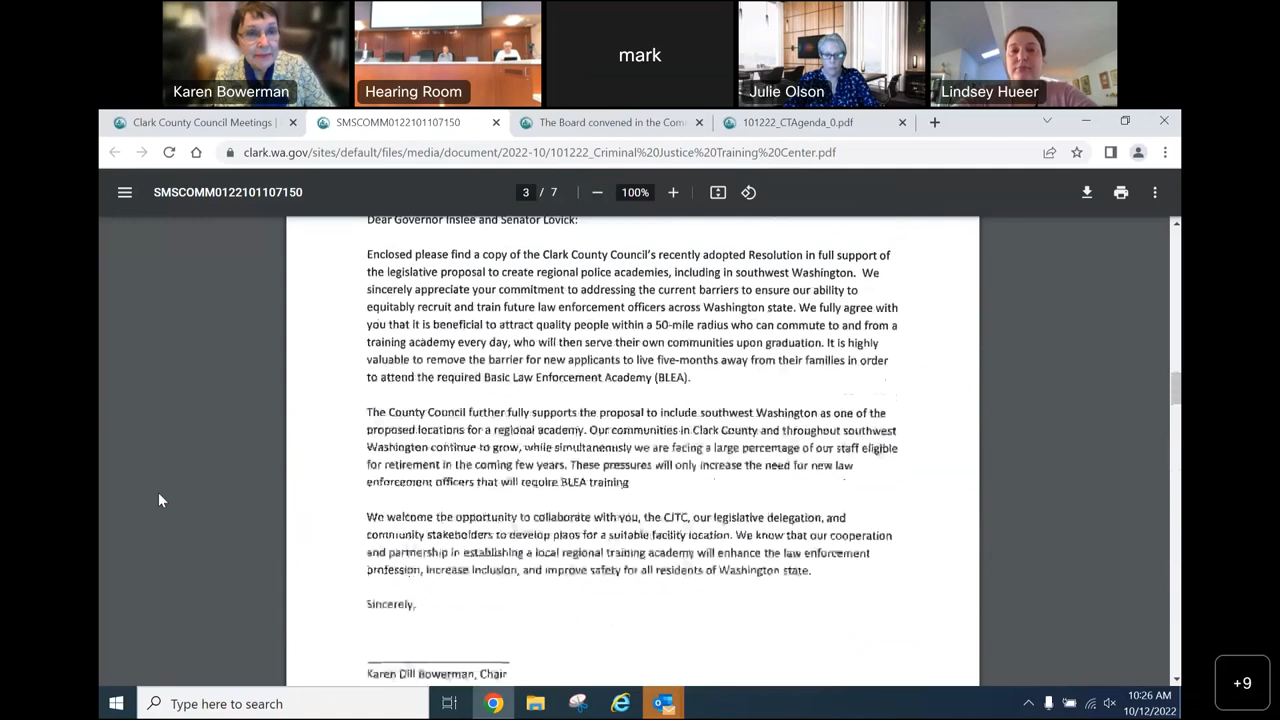 mark
Karen Bowerman
Hearing Room
Julie Olson
Lindsey Hueer
Clark County Council Meetings |
SMSCOMM0122101107150
The Board convened in the Com
101222_CTAgenda_0.pdf
clark.wa.gov/sites/default/files/media/document/2022-10/101222_Criminal%20Justice%20Training%20Center.pdf
SMSCOMM0122101107150
3 / 7
100%
Dear Governor Inslee and Senator Lovick:
Enclosed please find a copy of the Clark County Council's recently adopted Resolution in full support of
the legislative proposal to create regional police academies, including in southwest Washington. We
sincerely appreciate your commitment to addressing the current barriers to ensure our ability to
equitably recruit and train future law enforcement officers across Washington state. We fully agree with
you that it is beneficial to attract quality people within a 50-mile radius who can commute to and from a
training academy every day, who will then serve their own communities upon graduation. It is highly
valuable to remove the barrier for new applicants to live five-months away from their families in order
to attend the required Basic Law Enforcement Academy (BLEA).
The County Council further fully supports the proposal to include southwest Washington as one of the
proposed locations for a regional academy. Our communities in Clark County and throughout southwest
Washington continue to grow, while simultaneously we are facing a large percentage of our staff eligible
for retirement in the coming few years. These pressures will only increase the need for new law
enforcement officers that will require BLEA training
We welcome the opportunity to collaborate with you, the CJTC, our legislative delegation, and
community stakeholders to develop plans for a suitable facility location. We know that our cooperation
and partnership in establishing a local regional training academy will enhance the law enforcement
profession, increase inclusion, and improve safety for all residents of Washington state.
Sincerely,
Karen Dill Bowerman, Chair
+9
Type here to search
10:26 AM
10/12/2022